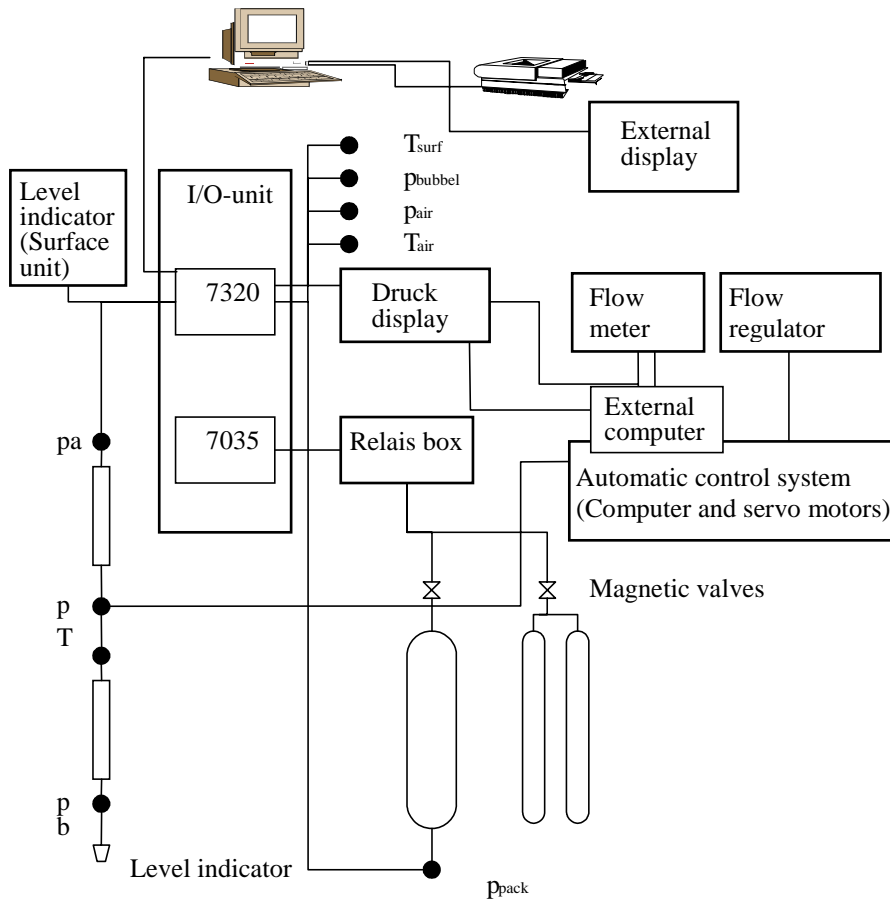 External
display
Tsurf
pbubbel
pair
Tair
Level
indicator
(Surface
unit)
I/O-unit
7320
Druck
display
Flow
meter
Flow
regulator
External
computer
pa
7035
Relais box
Automatic control system
(Computer and servo motors)
Magnetic valves
p
T
p
b
Level indicator
ppack